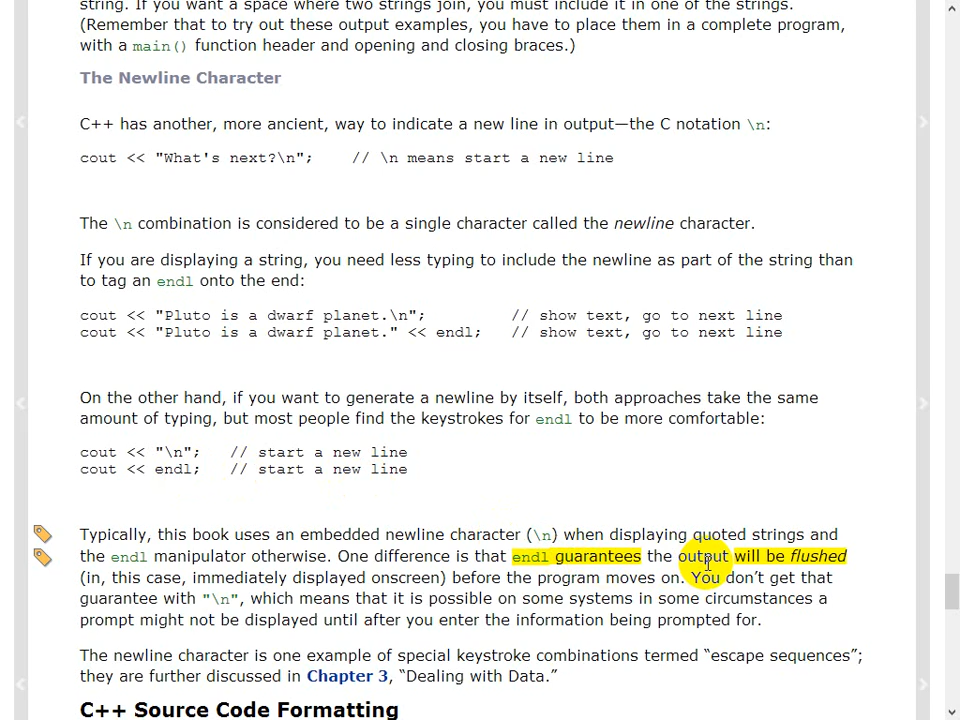 string. If you want a space where two strings join, you must include it in one of the strings.
(Remember that to try out these output examples, you have to place them in a complete program,
with a main() function header and opening and closing braces.)
The Newline Character
C++ has another, more ancient, way to indicate a new line in output—the C notation \n:
cout << "What's next?\n";    // \n means start a new line
The \n combination is considered to be a single character called the newline character.
If you are displaying a string, you need less typing to include the newline as part of the string than
to tag an endl onto the end:
cout << "Pluto is a dwarf planet.\n";         // show text, go to next line
cout << "Pluto is a dwarf planet." << endl;   // show text, go to next line
On the other hand, if you want to generate a newline by itself, both approaches take the same
amount of typing, but most people find the keystrokes for endl to be more comfortable:
cout << "\n";   // start a new line
cout << endl;   // start a new line
Typically, this book uses an embedded newline character (\n) when displaying quoted strings and
the endl manipulator otherwise. One difference is that endl guarantees the output will be flushed
(in, this case, immediately displayed onscreen) before the program moves on. You don’t get that
guarantee with "\n", which means that it is possible on some systems in some circumstances a
prompt might not be displayed until after you enter the information being prompted for.
The newline character is one example of special keystroke combinations termed “escape sequences”;
they are further discussed in Chapter 3, “Dealing with Data.”
C++ Source Code Formatting